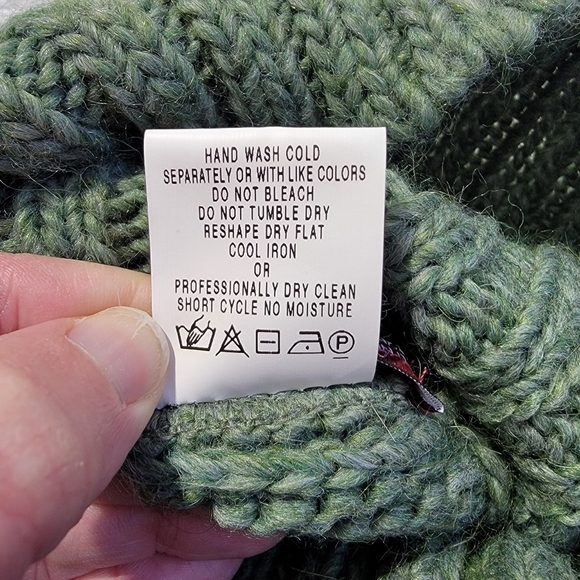 HAND WASH COLD
SEPARATELY OR WITH LIKE COLORS
DO NOT BLEACH
DO NOT TUMBLE DRY
RESHAPE DRY FLAT
COOL IRON
OR
PROFESSIONALLY DRY CLEAN
SHORT CYCLE NO MOISTURE
P